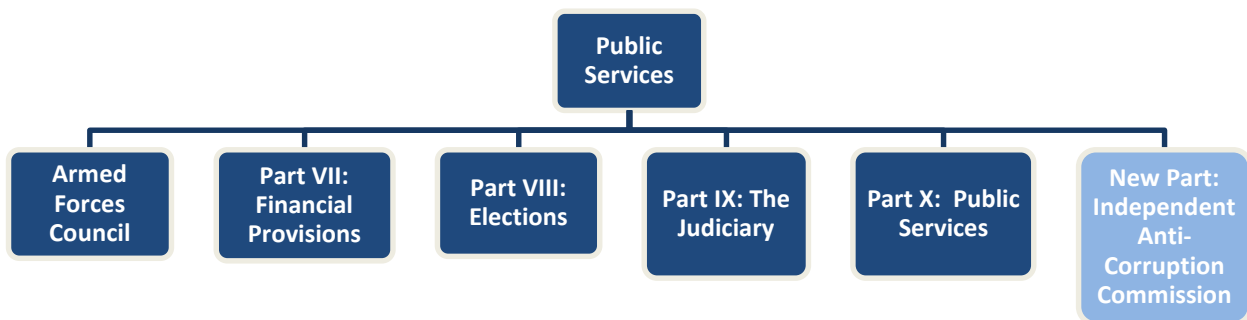 Public
Services
Armed
Forces
Council
Part VII:
Financial
Provisions
Part VIII:
Elections
Part IX: The
Judiciary
Part X:  Public
Services
New Part:
Independent
Anti-
Corruption
Commission